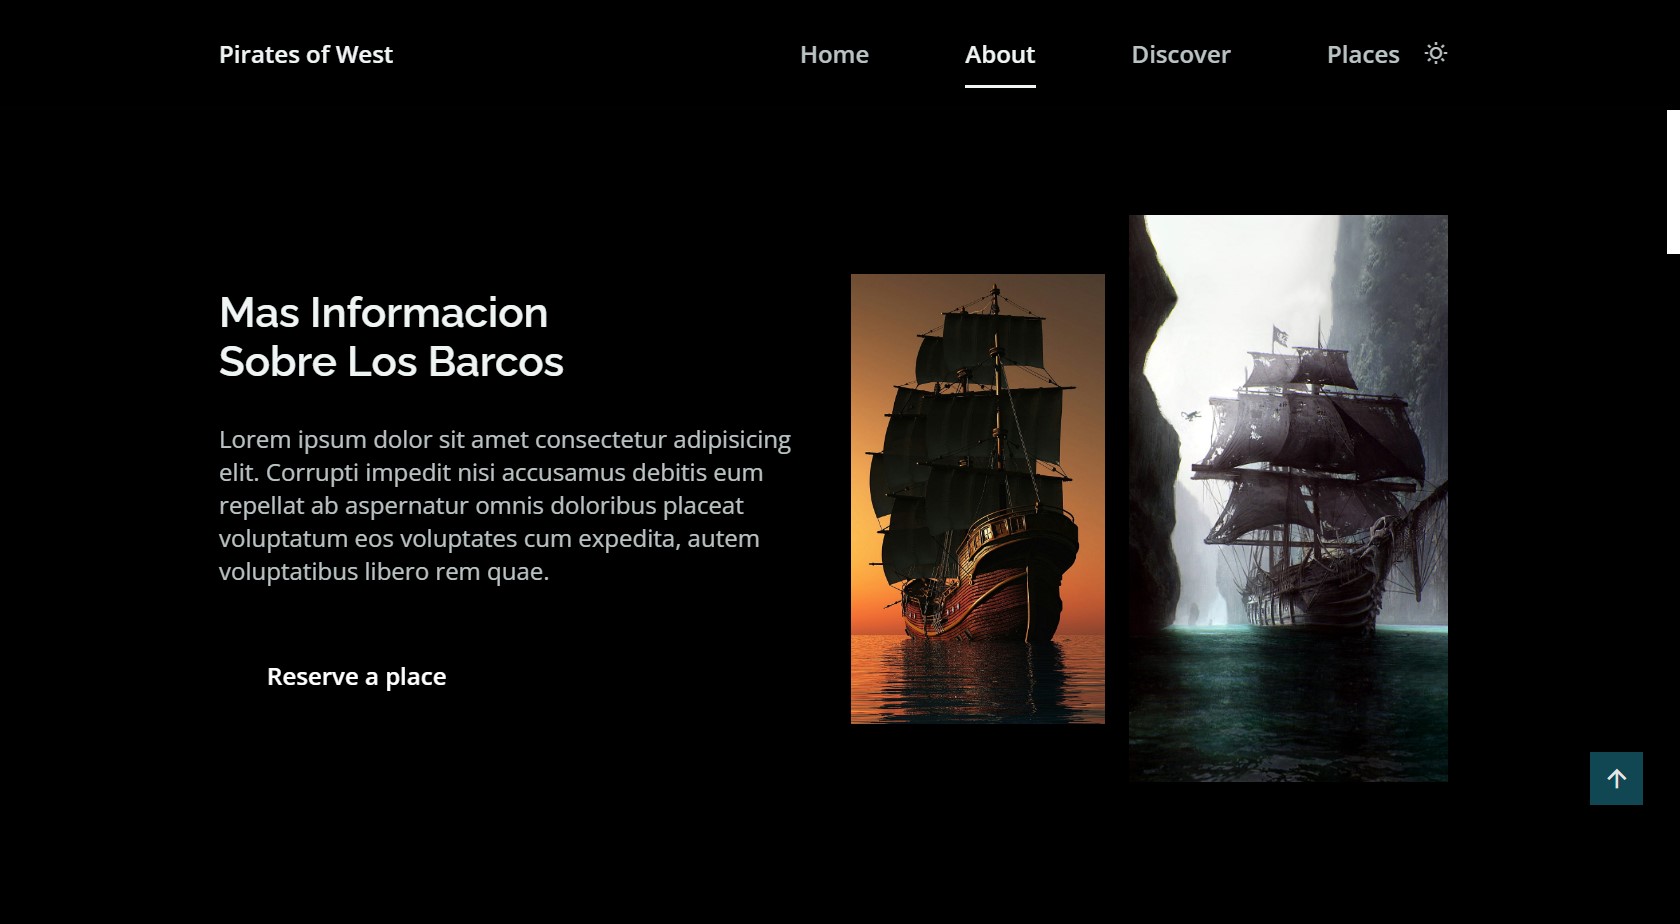 Pirates of West
Home
About
Discover
Places
Mas Informacion
Sobre Los Barcos
Lorem ipsum dolor sit amet consectetur adipisicing
elit. Corrupti impedit nisi accusamus debitis eum
repellat ab aspernatur omnis doloribus placeat
voluptatum eos voluptates cum expedita, autem
voluptatibus libero rem quae.
Reserve a place